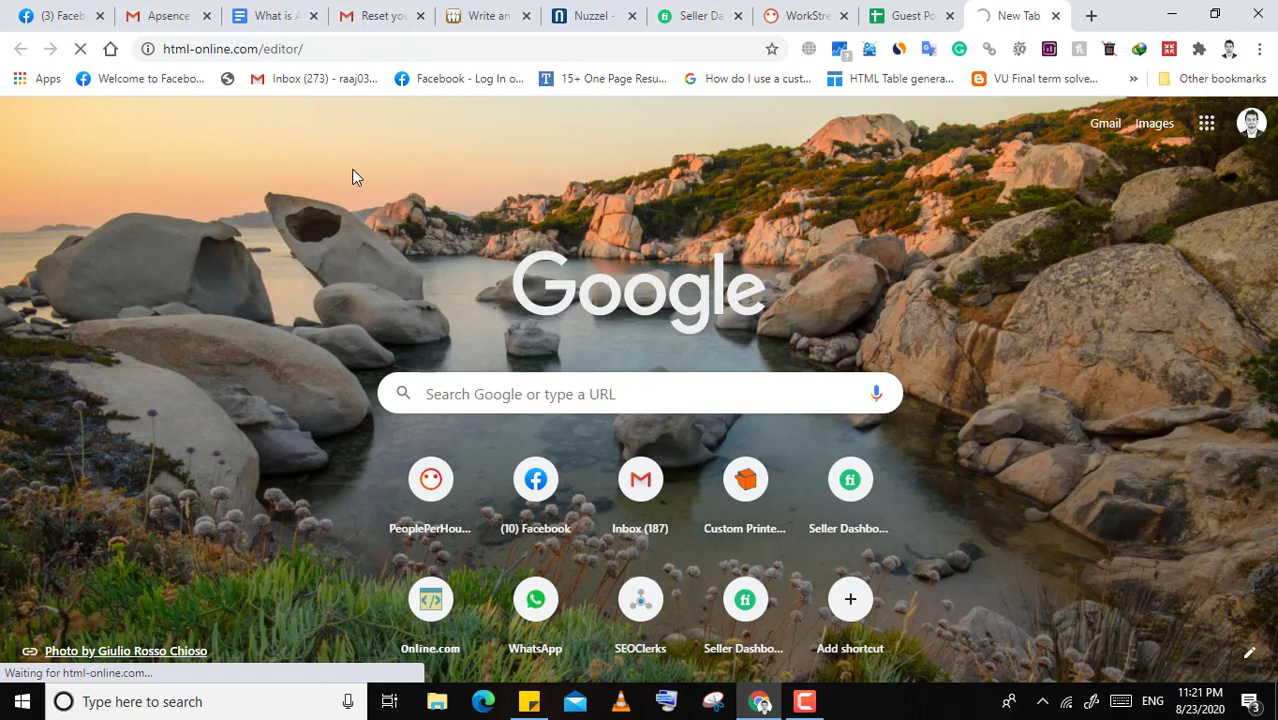 (3) Faceb
Apsence
What is A
Reset you
Write an
Nuzzel -
Seller Da
WorkStre
Guest Po
New Tab
html-online.com/editor/
Apps
Welcome to Facebo...
Inbox (273) - raaj03...
Facebook - Log In o...
15+ One Page Resu...
How do I use a cust...
HTML Table genera...
VU Final term solve...
»
Other bookmarks
Gmail Images
Google
Search Google or type a URL
PeoplePerHou...
(10) Facebook
Inbox (187)
Custom Printe...
Seller Dashbo...
Online.com
WhatsApp
SEOClerks
Seller Dashbo...
Add shortcut
Photo by Giulio Rosso Chioso
Waiting for html-online.com...
Type here to search
ENG
11:21 PM
8/23/2020
3